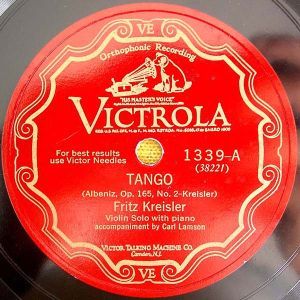 VE
Orthophonic Recording
"HIS MASTER'S VOICE"
VICTROLA
For best results
use Victor Needles
1339-A
(38221)
TANGO
(Albeniz, Op. 165, No. 2-Kreisler)
Fritz Kreisler
Violin Solo with piano
accompaniment by Carl Lamson
VICTOR TALKING MACHINE CO.
Camden, N.J.
VE